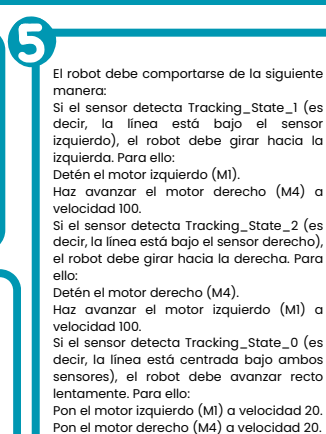 5
El robot debe comportarse de la siguiente
manera:
Si el sensor detecta Tracking_State_1 (es
decir, la línea está bajo el sensor
izquierdo), el robot debe girar hacia la
izquierda. Para ello:
Detén el motor izquierdo (M1).
Haz avanzar el motor derecho (M4) a
velocidad 100.
Si el sensor detecta Tracking_State_2 (es
decir, la línea está bajo el sensor derecho),
el robot debe girar hacia la derecha. Para
ello:
Detén el motor derecho (M4).
Haz avanzar el motor izquierdo (M1) a
velocidad 100.
Si el sensor detecta Tracking_State_0 (es
decir, la línea está centrada bajo ambos
sensores), el robot debe avanzar recto
lentamente. Para ello:
Pon el motor izquierdo (M1) a velocidad 20.
Pon el motor derecho (M4) a velocidad 20.